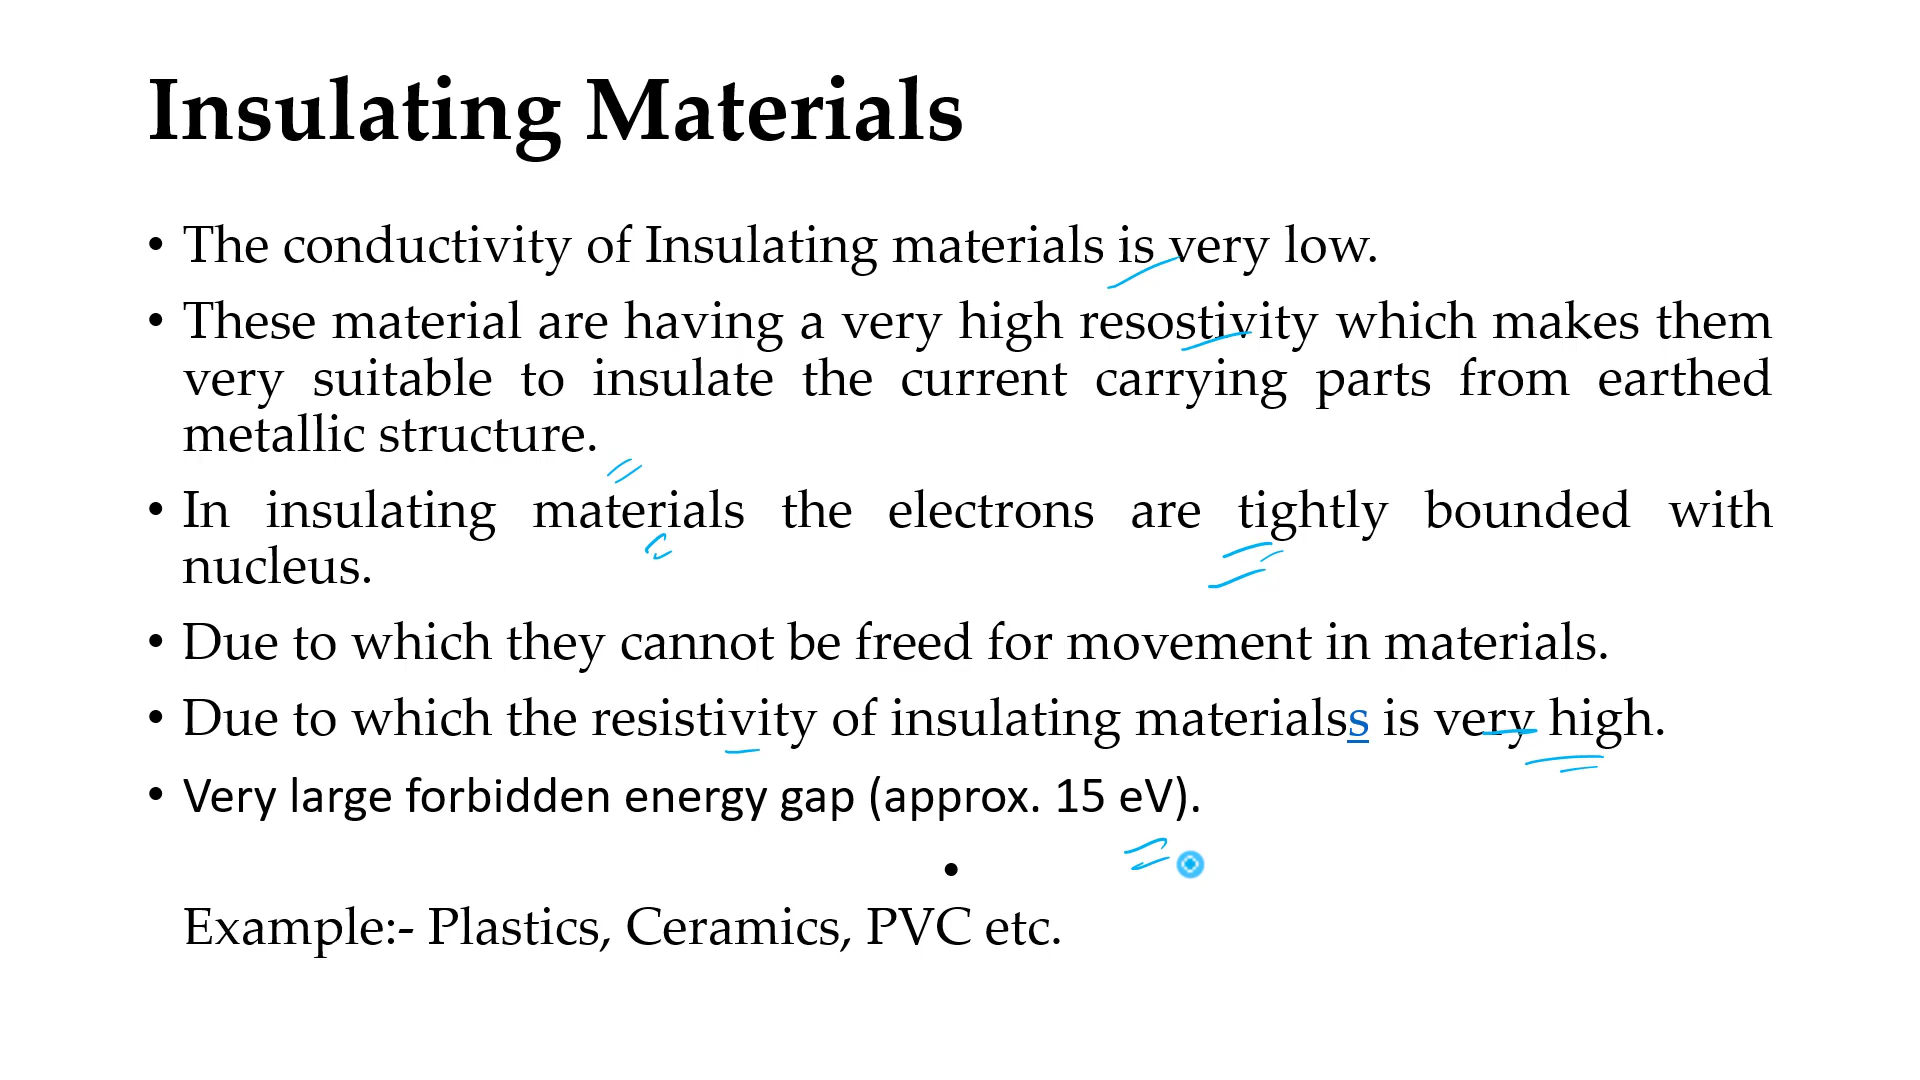 Insulating Materials
• The conductivity of Insulating materials is very low.
• These material are having a very high resostivity which makes them
very suitable to insulate the current carrying parts from earthed
metallic structure.
• In insulating materials the electrons are tightly bounded with
nucleus.
• Due to which they cannot be freed for movement in materials.
• Due to which the resistivity of insulating materialss is very high.
• Very large forbidden energy gap (approx. 15 eV).
•
Example:- Plastics, Ceramics, PVC etc.